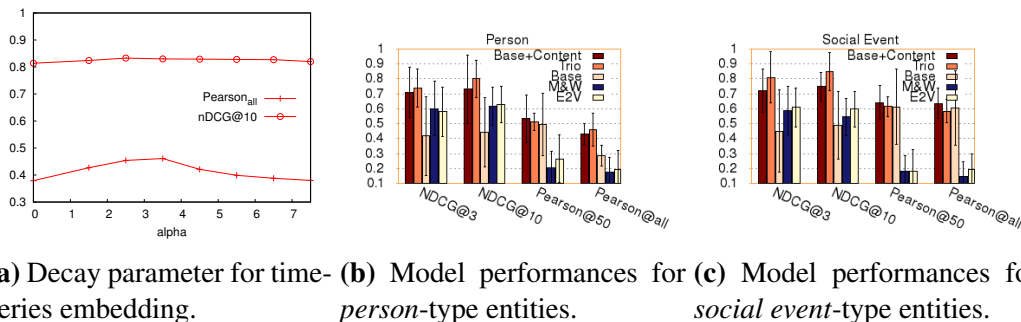 1
0.9
0.8
0.7
0.6
0.5
0.4
0.3
0 1 2 3 4 5 6 7
alpha
Pearson_all
nDCG@10
Person
1
0.9
0.8
0.7
0.6
0.5
0.4
0.3
0.2
0.1
Base+Content
Trio
Base
M&W
E2V
NDCG@3
NDCG@10
Pearson@50
Pearson@all
Social Event
1
0.9
0.8
0.7
0.6
0.5
0.4
0.3
0.2
0.1
Base+Content
Trio
Base
M&W
E2V
NDCG@3
NDCG@10
Pearson@50
Pearson@all
a) Decay parameter for time-
eries embedding.
(b) Model performances for
person-type entities.
(c) Model performances fo
social event-type entities.